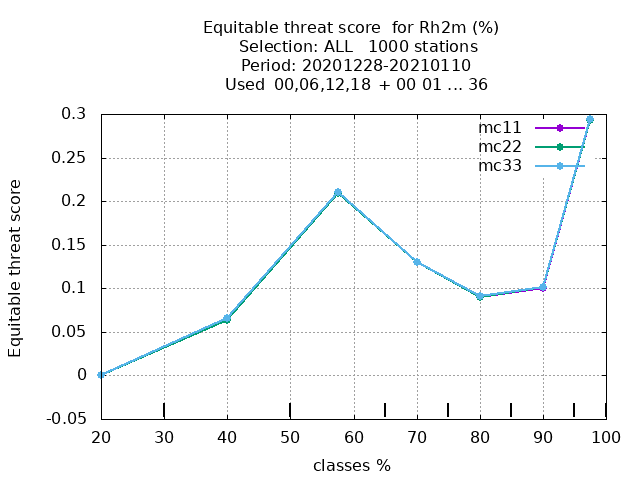 Equitable threat score  for Rh2m (%)
Selection: ALL   1000 stations
Period: 20201228-20210110
Used  00,06,12,18  + 00 01 ... 36
mc11
mc22
mc33
Equitable threat score
0.3
0.25
0.2
0.15
0.1
0.05
0
-0.05
20 30 40 50 60 70 80 90 100
classes %